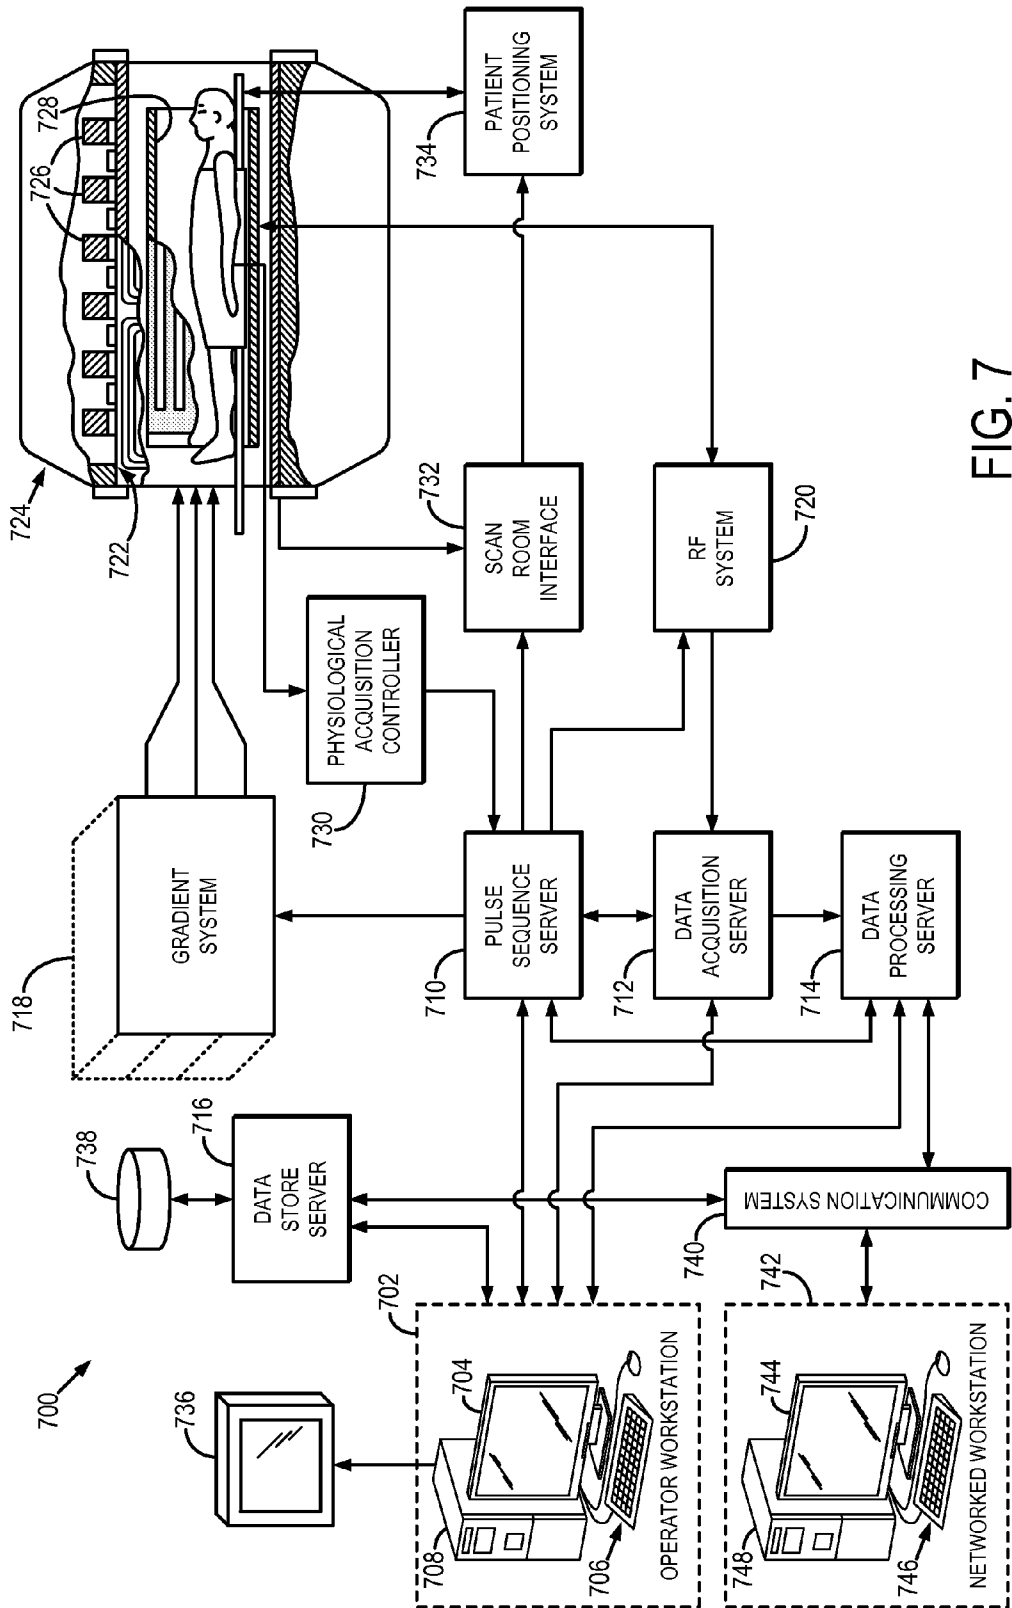 700
736
738
716
DATA
STORE
SERVER
718
GRADIENT
SYSTEM
724
722
726
728
702
704
706
708
OPERATOR WORKSTATION
710
PULSE
SEQUENCE
SERVER
730
PHYSIOLOGICAL
ACQUISITION
CONTROLLER
732
SCAN
ROOM
INTERFACE
734
PATIENT
POSITIONING
SYSTEM
712
DATA
ACQUISITION
SERVER
RF
SYSTEM
720
714
DATA
PROCESSING
SERVER
740
COMMUNICATION SYSTEM
742
744
746
748
NETWORKED WORKSTATION
FIG. 7